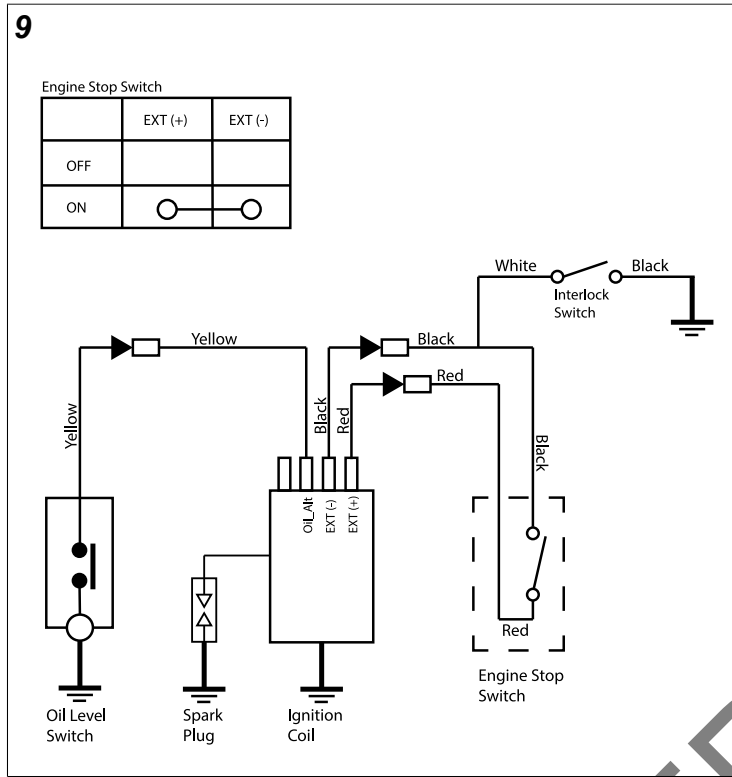 9
Engine Stop Switch
EXT (+) EXT (-)
OFF
ON
White
Black
Interlock
Switch
Yellow
Black
Red
Yellow
Black
Red
Black
Oil_Alt
EXT (-)
EXT (+)
Red
Engine Stop
Switch
Oil Level
Switch
Spark
Plug
Ignition
Coil